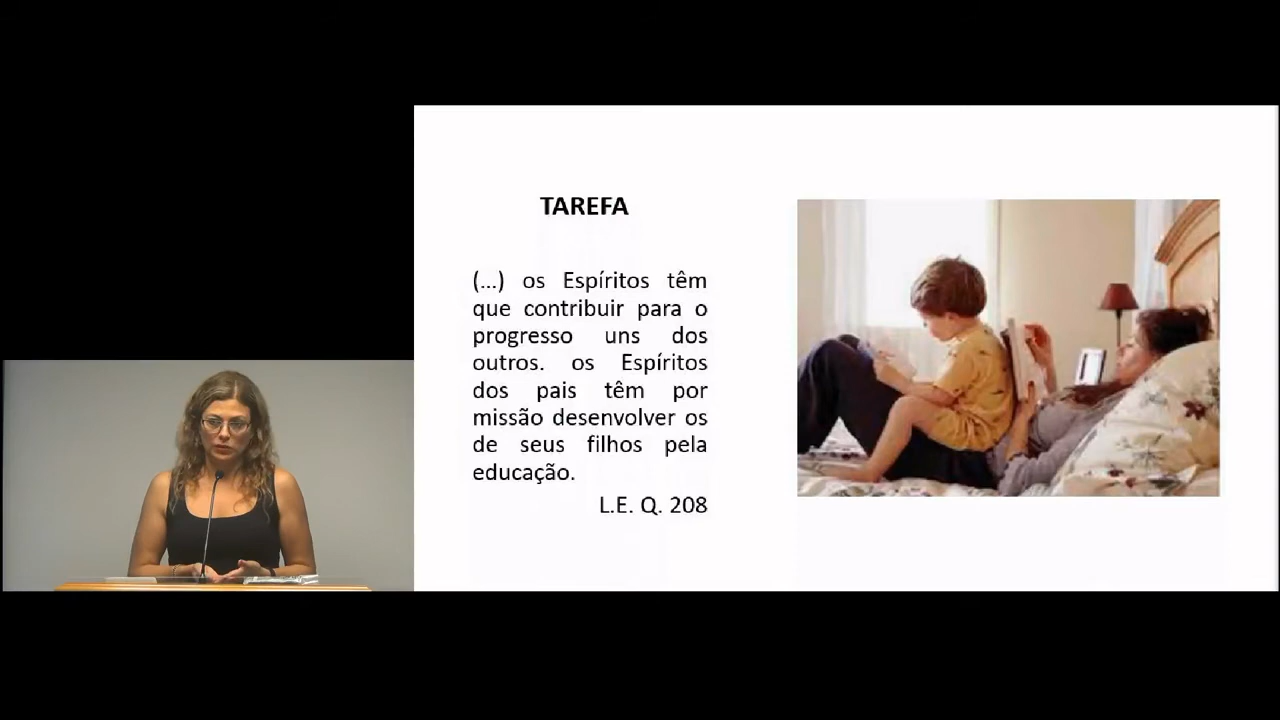 TAREFA
(...) os Espíritos têm
que contribuir para o
progresso uns dos
outros. os Espíritos
dos pais têm por
missão desenvolver os
de seus filhos pela
educação.
L.E. Q. 208